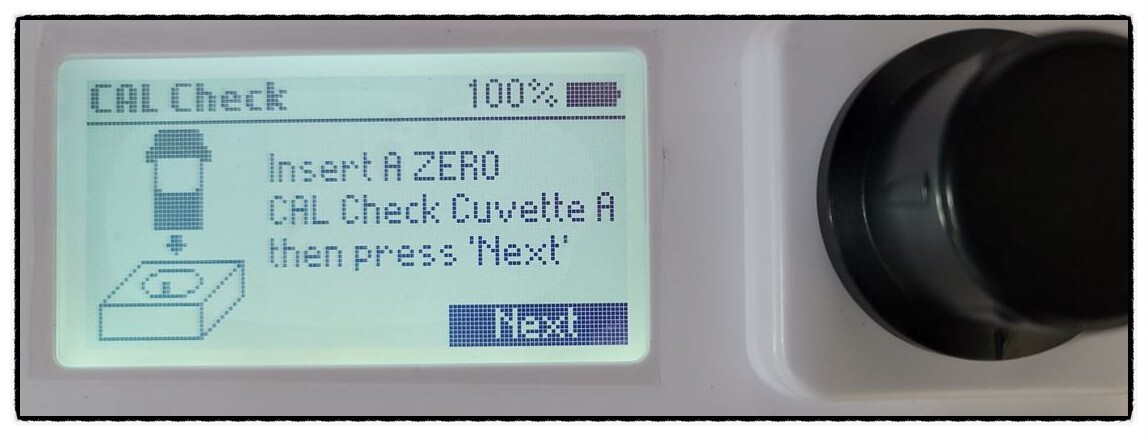 CAL Check 100%
Insert A ZERO
CAL Check Cuvette A
then press 'Next'
Next